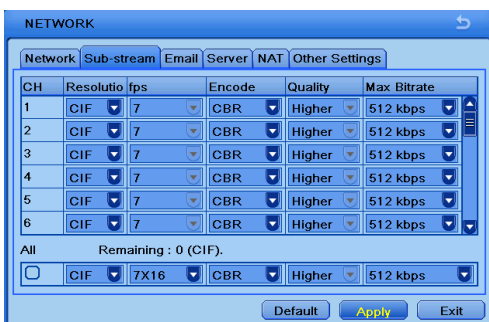 NETWORK
Network Sub-stream Email Server NAT Other Settings
CH Resolutio fps Encode Quality Max Bitrate
1 CIF 7 CBR Higher 512 kbps
2 CIF 7 CBR Higher 512 kbps
3 CIF 7 CBR Higher 512 kbps
4 CIF 7 CBR Higher 512 kbps
5 CIF 7 CBR Higher 512 kbps
6 CIF 7 CBR Higher 512 kbps
All Remaining : 0 (CIF).
CIF 7X16 CBR Higher 512 kbps
Default Apply Exit